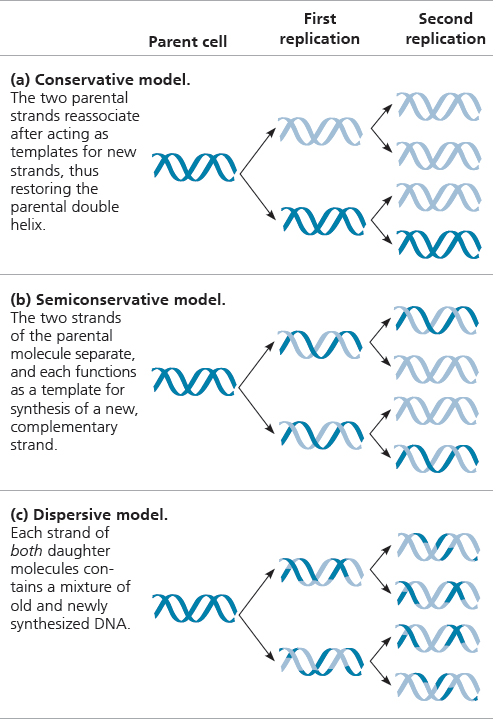 Parent cell
First
replication
Second
replication
(a) Conservative model.
The two parental
strands reassociate
after acting as
templates for new
strands, thus
restoring the
parental double
helix.
(b) Semiconservative model.
The two strands
of the parental
molecule separate,
and each functions
as a template for
synthesis of a new,
complementary
strand.
(c) Dispersive model.
Each strand of
both daughter
molecules con-
tains a mixture of
old and newly
synthesized DNA.